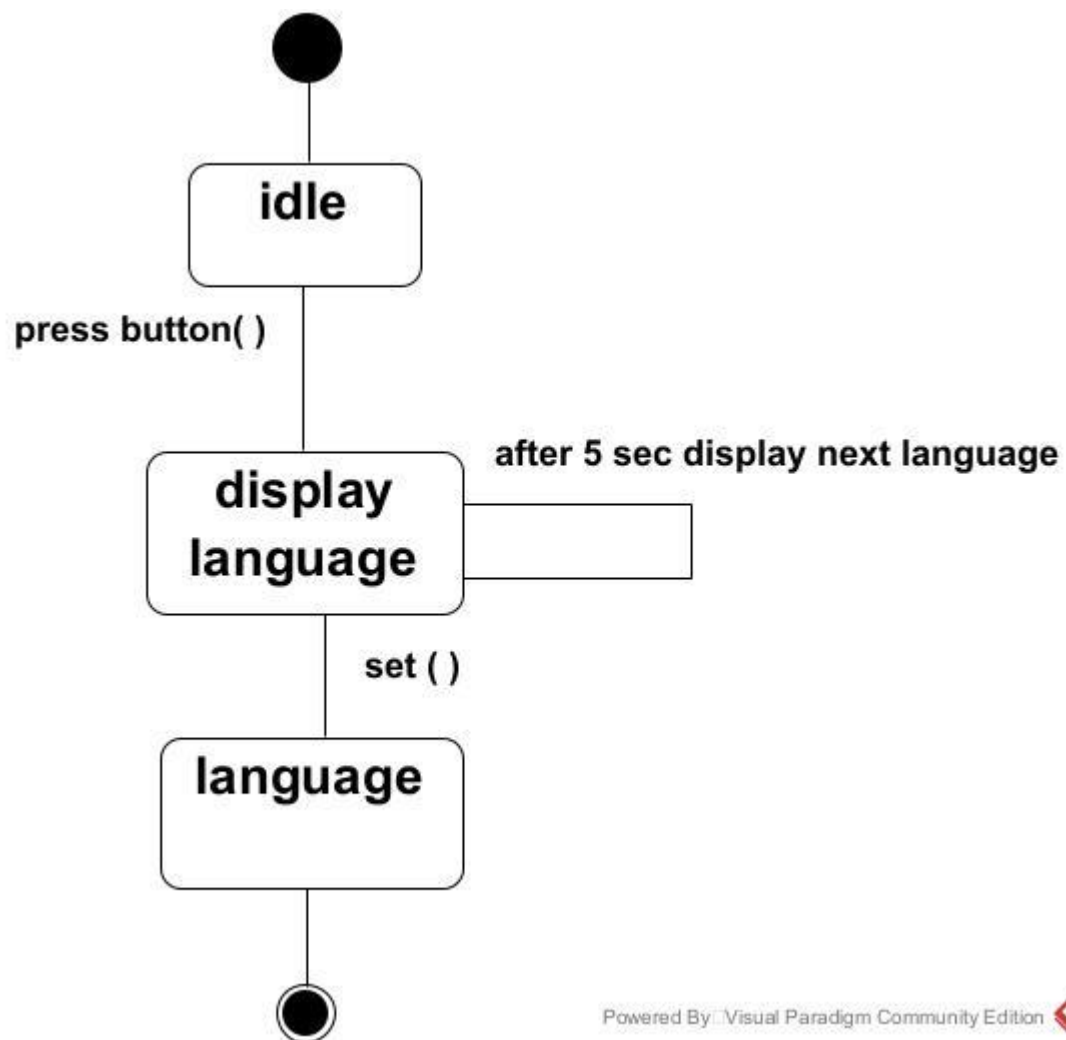 idle
press button( )
after 5 sec display next language
display
language
set ( )
language
Powered By Visual Paradigm Community Edition